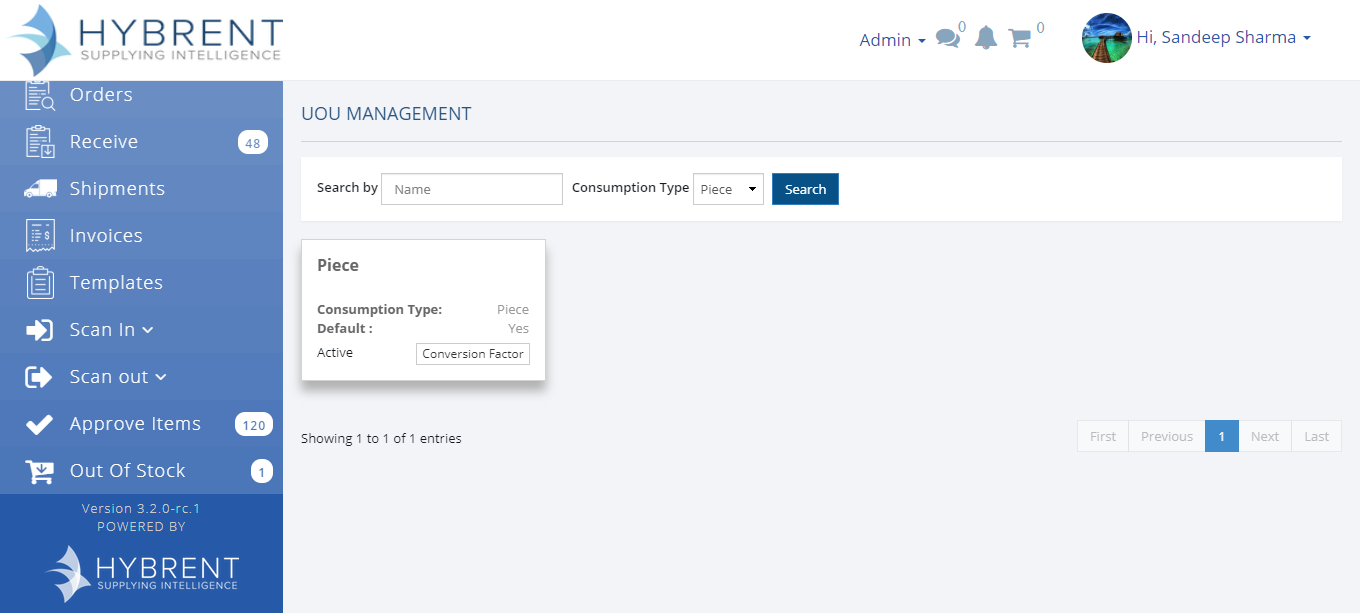 HYBRENT
SUPPLYING INTELLIGENCE
Admin
0
0
Hi, Sandeep Sharma
Orders
Receive 48
Shipments
Invoices
Templates
Scan In
Scan out
Approve Items 120
Out Of Stock 1
Version 3.2.0-rc.1
POWERED BY
HYBRENT
SUPPLYING INTELLIGENCE
UOU MANAGEMENT
Search by Name Consumption Type Piece Search
Piece
Consumption Type: Piece
Default : Yes
Active Conversion Factor
Showing 1 to 1 of 1 entries
First Previous 1 Next Last